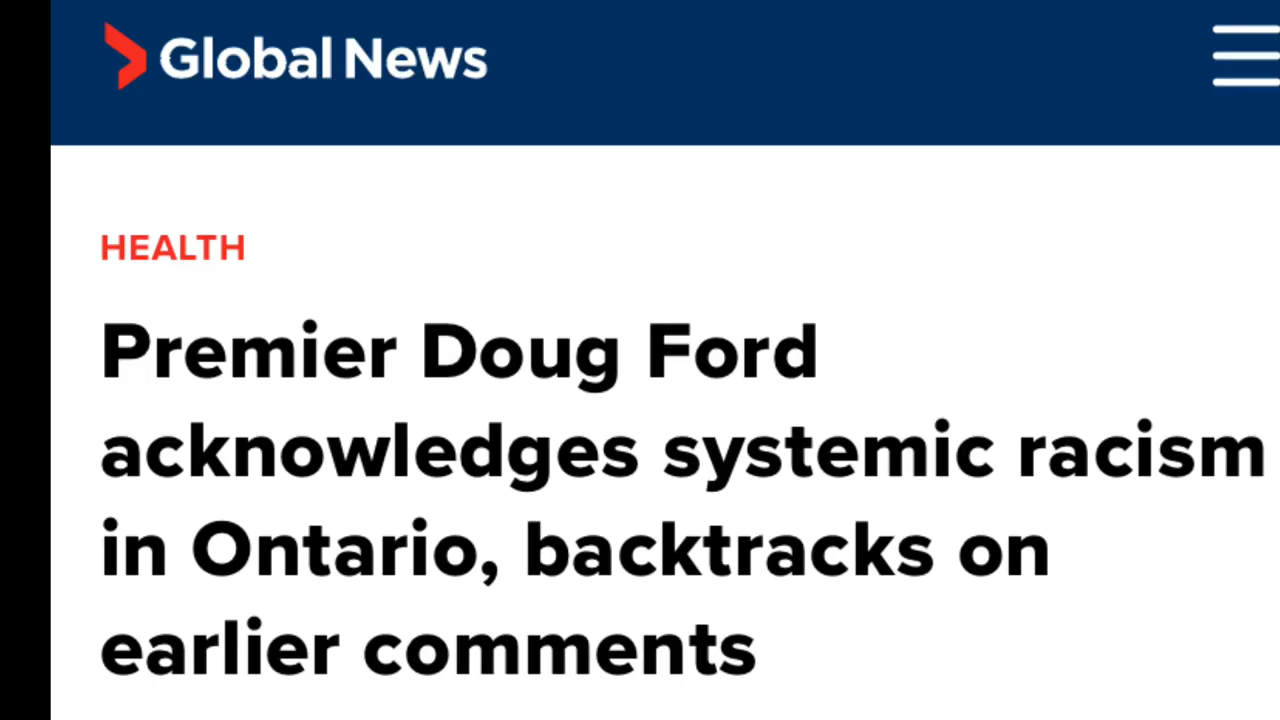 Global News
HEALTH
Premier Doug Ford
acknowledges systemic racism
in Ontario, backtracks on
earlier comments